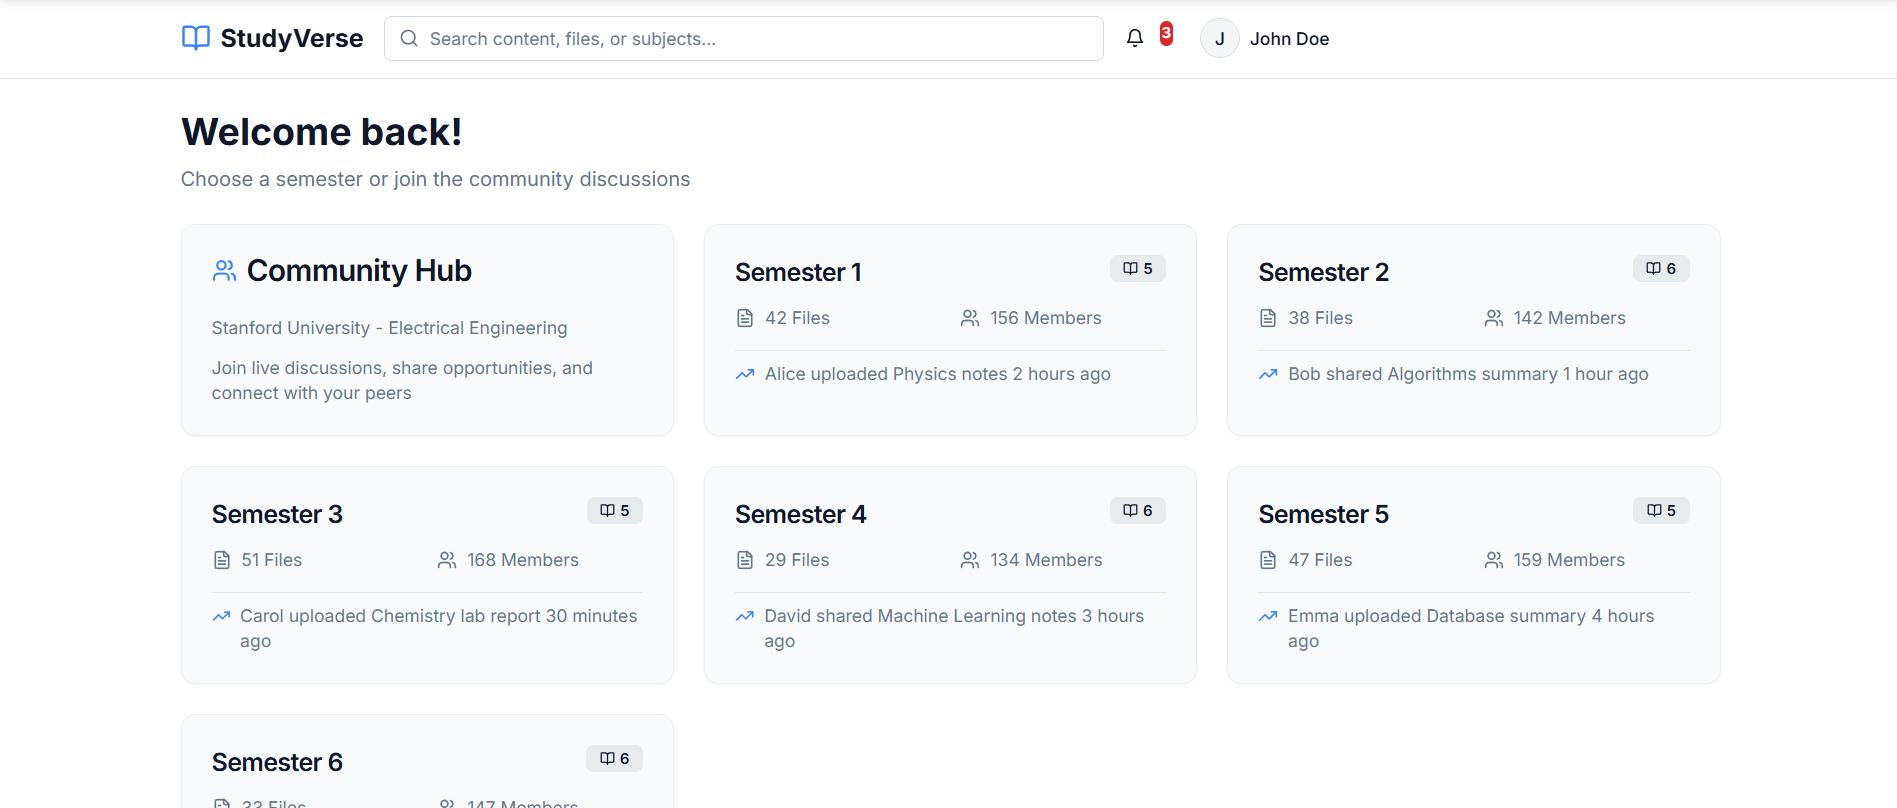 StudyVerse
Search content, files, or subjects...
3
J
John Doe
Welcome back!
Choose a semester or join the community discussions
Community Hub
Stanford University - Electrical Engineering
Join live discussions, share opportunities, and
connect with your peers
Semester 1
5
42 Files
156 Members
Alice uploaded Physics notes 2 hours ago
Semester 2
6
38 Files
142 Members
Bob shared Algorithms summary 1 hour ago
Semester 3
5
51 Files
168 Members
Carol uploaded Chemistry lab report 30 minutes
ago
Semester 4
6
29 Files
134 Members
David shared Machine Learning notes 3 hours
ago
Semester 5
5
47 Files
159 Members
Emma uploaded Database summary 4 hours
ago
Semester 6
6
33 Files
147 Members